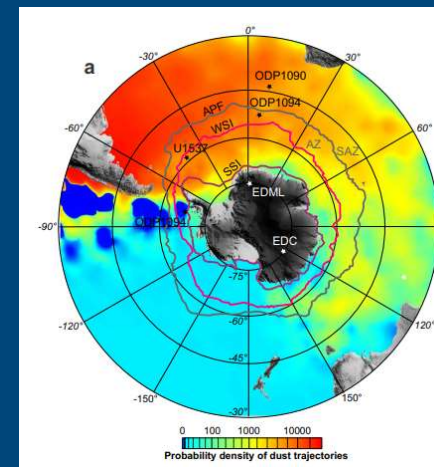 0°
-30°
30°
a
ODP1090
APF
ODP1094
-60°
WSI
60°
U1537
AZ
SAZ
SSI
EDML
ODP1094
-90°
EDC
-75°
-120°
120°
-60°
-45°
-150°
150°
-30°
0 100 1000 10000
Probability density of dust trajectories